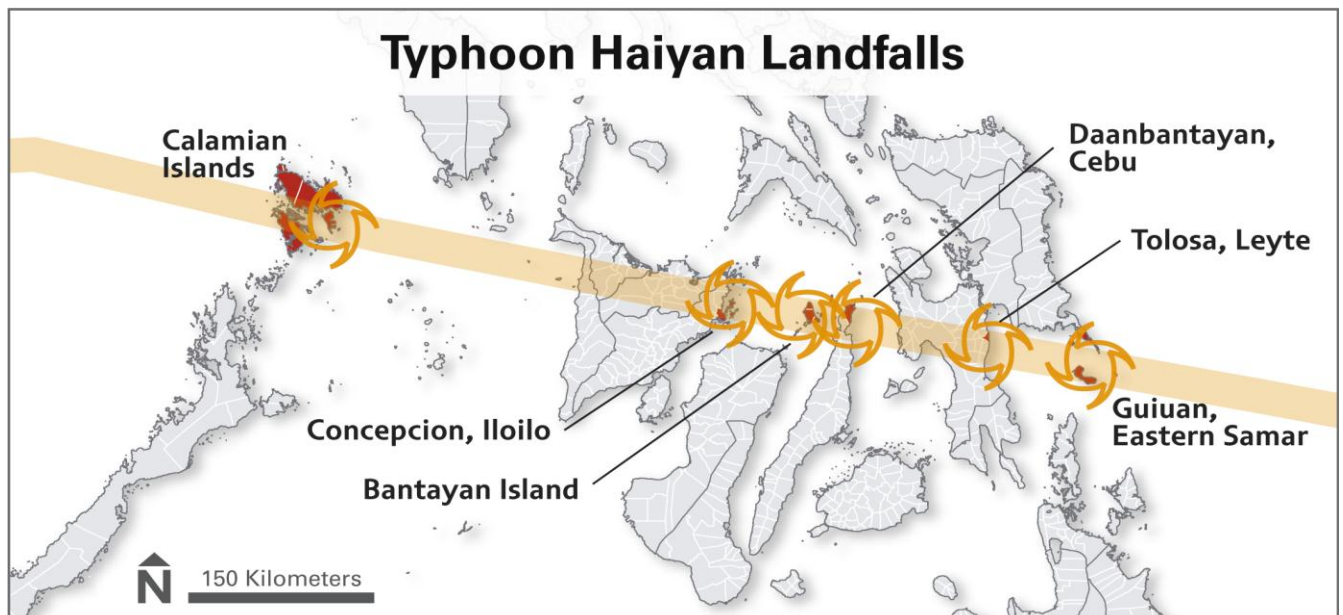 Typhoon Haiyan Landfalls
Calamian
Islands
Daanbantayan,
Cebu
Tolosa, Leyte
Guiuan,
Eastern Samar
Concepcion, Iloilo
Bantayan Island
N
150 Kilometers